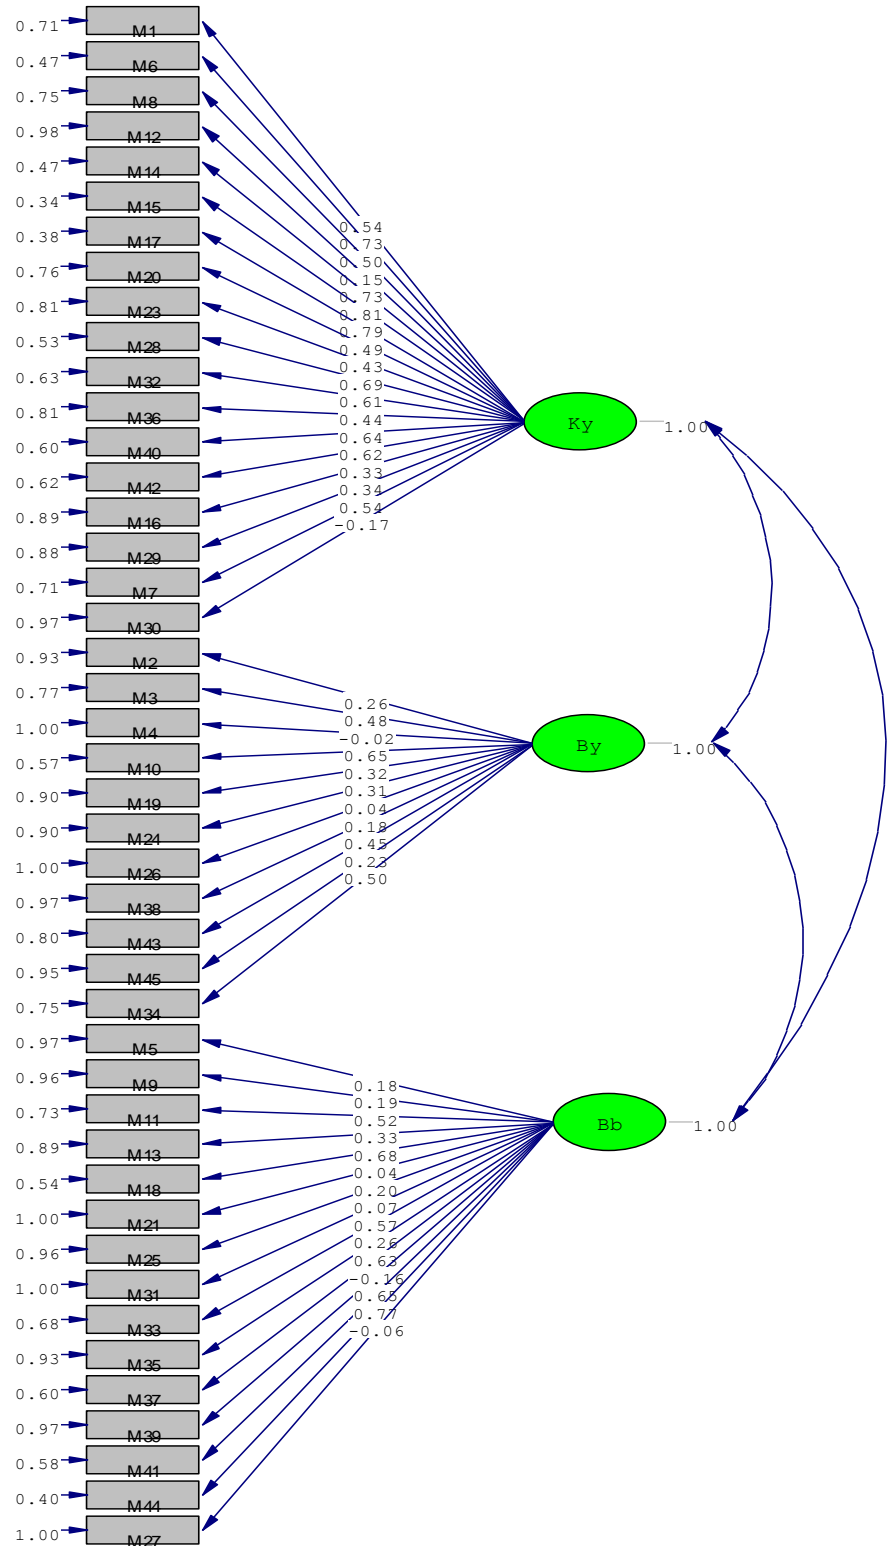 0.71 M1
0.47 M6
0.75 M8
0.98 M12
0.47 M14
0.34 M15
0.38 M17
0.76 M20
0.81 M23
0.53 M28
0.63 M32
0.81 M36
0.60 M40
0.62 M42
0.89 M16
0.88 M29
0.71 M7
0.97 M30
0.93 M2
0.77 M3
1.00 M4
0.57 M10
0.90 M19
0.90 M24
1.00 M26
0.97 M38
0.80 M43
0.95 M45
0.75 M34
0.97 M5
0.96 M9
0.73 M11
0.89 M13
0.54 M18
1.00 M21
0.96 M25
1.00 M31
0.68 M33
0.93 M35
0.60 M37
0.97 M39
0.58 M41
0.40 M44
1.00 M27
0.54
0.73
0.50
0.15
0.73
0.81
0.79
0.49
0.43
0.69
0.61
0.44
0.64
0.62
0.33
0.34
0.54
-0.17
Ky 1.00
0.26
0.48
-0.02
0.65
0.32
0.31
0.04
0.18
0.45
0.23
0.50
By 1.00
0.18
0.19
0.52
0.33
0.68
0.04
0.20
0.07
0.57
0.26
0.63
-0.16
0.65
0.77
-0.06
Bb 1.00